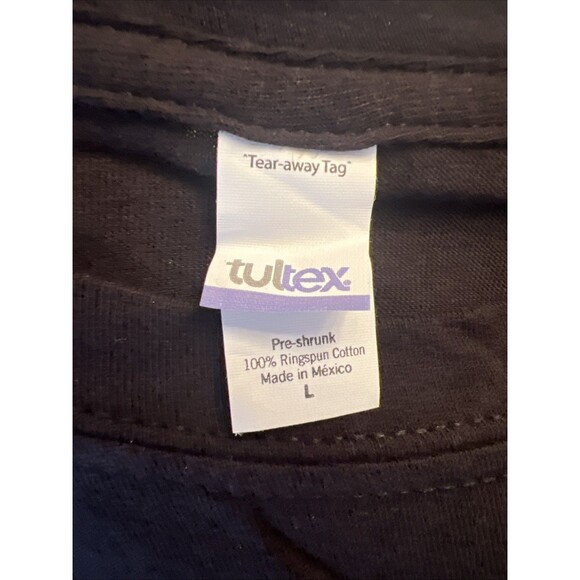 "Tear-away Tag"
tultex®
Pre-shrunk
100% Ringspun Cotton
Made in México
L